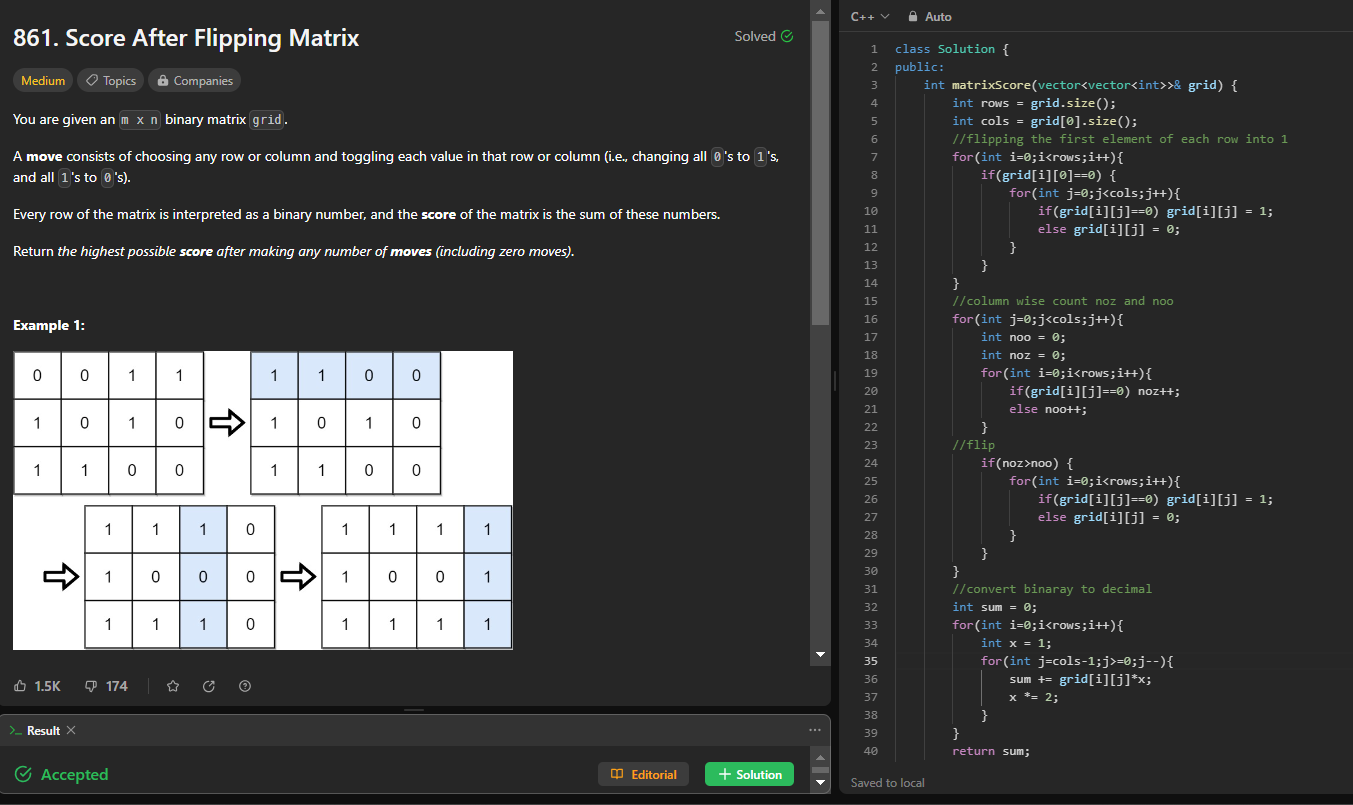 861. Score After Flipping Matrix
Solved
Medium
Topics
Companies
You are given an m x n binary matrix grid.
A move consists of choosing any row or column and toggling each value in that row or column (i.e., changing all 0's to 1's,
and all 1's to 0's).
Every row of the matrix is interpreted as a binary number, and the score of the matrix is the sum of these numbers.
Return the highest possible score after making any number of moves (including zero moves).
Example 1:
0 0 1 1 1 1 0 0
1 0 1 0 1 0 1 0
1 1 0 0 1 1 0 0
1 1 1 0 1 1 1 1
1 0 0 0 1 0 0 1
1 1 1 0 1 1 1 1
1.5K
174
>_ Result
Accepted
Editorial
+ Solution
C++
Auto
1 class Solution {
2 public:
3 int matrixScore(vector<vector<int>>& grid) {
4 int rows = grid.size();
5 int cols = grid[0].size();
6 //flipping the first element of each row into 1
7 for(int i=0;i<rows;i++){
8 if(grid[i][0]==0) {
9 for(int j=0;j<cols;j++){
10 if(grid[i][j]==0) grid[i][j] = 1;
11 else grid[i][j] = 0;
12 }
13 }
14 }
15 //column wise count noz and noo
16 for(int j=0;j<cols;j++){
17 int noo = 0;
18 int noz = 0;
19 for(int i=0;i<rows;i++){
20 if(grid[i][j]==0) noz++;
21 else noo++;
22 }
23 //flip
24 if(noz>noo) {
25 for(int i=0;i<rows;i++){
26 if(grid[i][j]==0) grid[i][j] = 1;
27 else grid[i][j] = 0;
28 }
29 }
30 }
31 //convert binaray to decimal
32 int sum = 0;
33 for(int i=0;i<rows;i++){
34 int x = 1;
35 for(int j=cols-1;j>=0;j--){
36 sum += grid[i][j]*x;
37 x *= 2;
38 }
39 }
40 return sum;
Saved to local